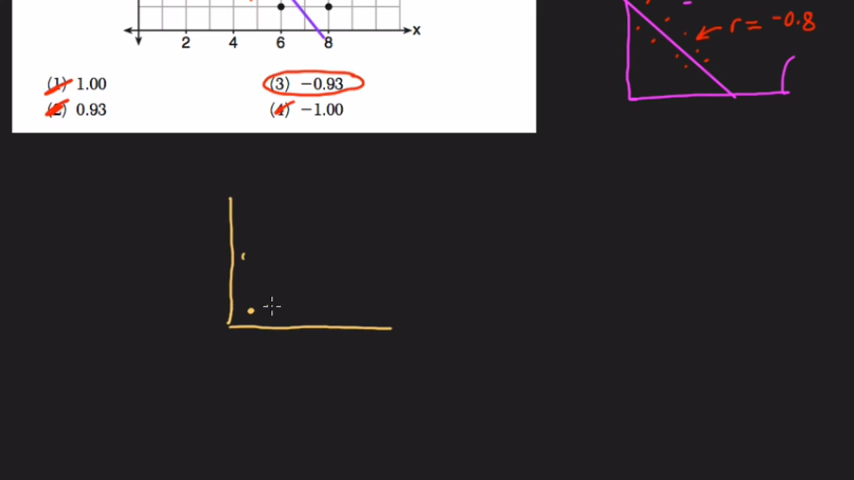 x
2 4 6 8
r = -0.8
(1) 1.00
(3) -0.93
(2) 0.93
(4) -1.00